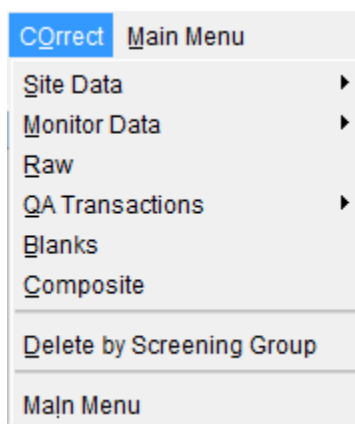 COrrect Main Menu
Site Data
Monitor Data
Raw
QA Transactions
Blanks
Composite
Delete by Screening Group
MaIn Menu